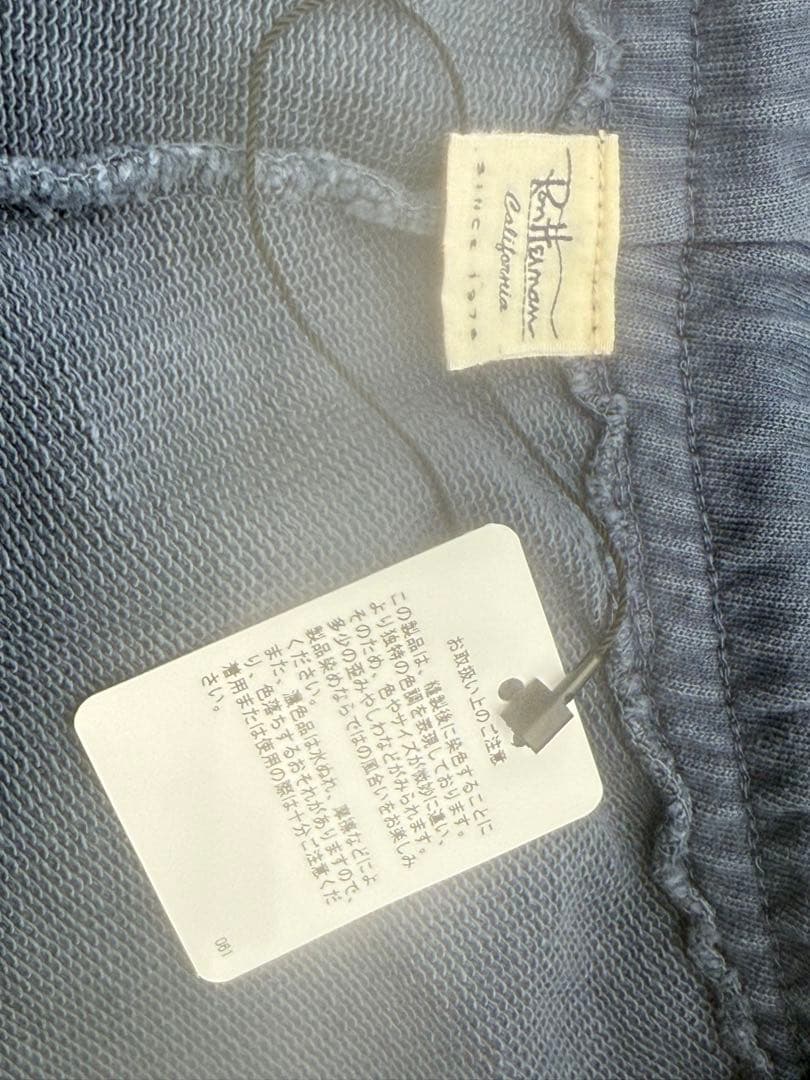 Ron Herman
California
SINCE 1976
お取扱い上のご注意
この製品は、縫製後に染色することに
より独特の色調を表現しております。
そのため、色やサイズが微妙に違い、
多少の歪みやしわなどがみられます。
製品染めならではの風合いをお楽しみ
ください。
また、濃色品は水ぬれ、摩擦などによ
り、色落ちするおそれがありますので、
着用または使用の際は十分ご注意くだ
さい。
061